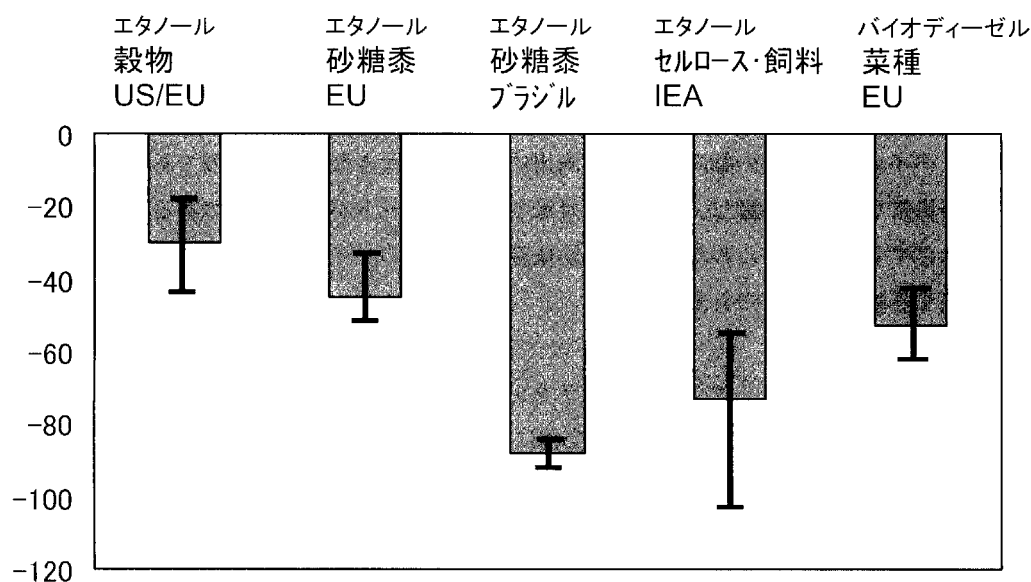 エタノール
穀物
US/EU
エタノール
砂糖黍
EU
エタノール
砂糖黍
ブラジル
エタノール
セルロース・飼料
IEA
バイオディーゼル
菜種
EU
0
-20
-40
-60
-80
-100
-120